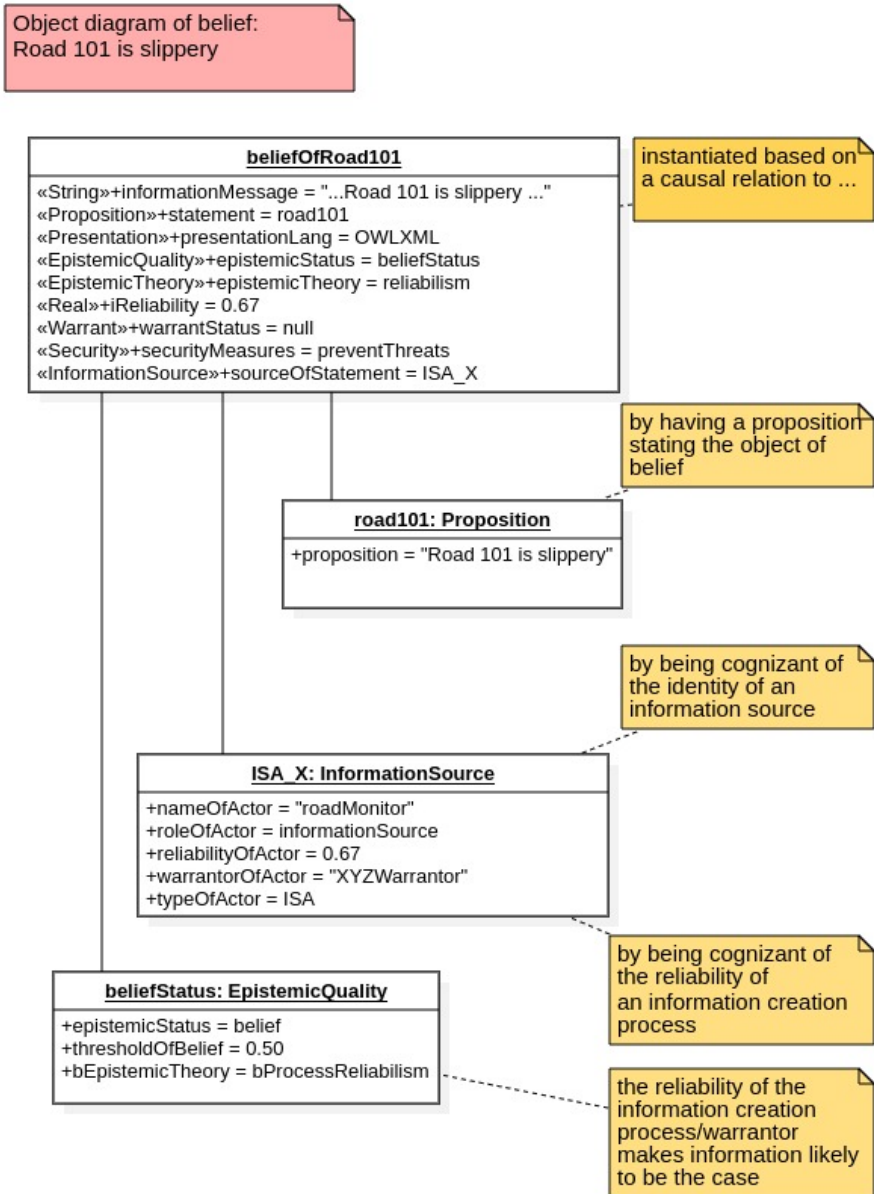 Object diagram of belief:
Road 101 is slippery
beliefOfRoad101
«String»+informationMessage = "...Road 101 is slippery ..."
«Proposition»+statement = road101
«Presentation»+presentationLang = OWLXML
«EpistemicQuality»+epistemicStatus = beliefStatus
«EpistemicTheory»+epistemicTheory = reliabilism
«Real»+iReliability = 0.67
«Warrant»+warrantStatus = null
«Security»+securityMeasures = preventThreats
«InformationSource»+sourceOfStatement = ISA_X
instantiated based on
a causal relation to ...
by having a proposition
stating the object of
belief
road101: Proposition
+proposition = "Road 101 is slippery"
by being cognizant of
the identity of an
information source
ISA_X: InformationSource
+nameOfActor = "roadMonitor"
+roleOfActor = informationSource
+reliabilityOfActor = 0.67
+warrantorOfActor = "XYZWarrantor"
+typeOfActor = ISA
by being cognizant of
the reliability of
an information creation
process
beliefStatus: EpistemicQuality
+epistemicStatus = belief
+thresholdOfBelief = 0.50
+bEpistemicTheory = bProcessReliabilism
the reliability of the
information creation
process/warrantor
makes information likely
to be the case